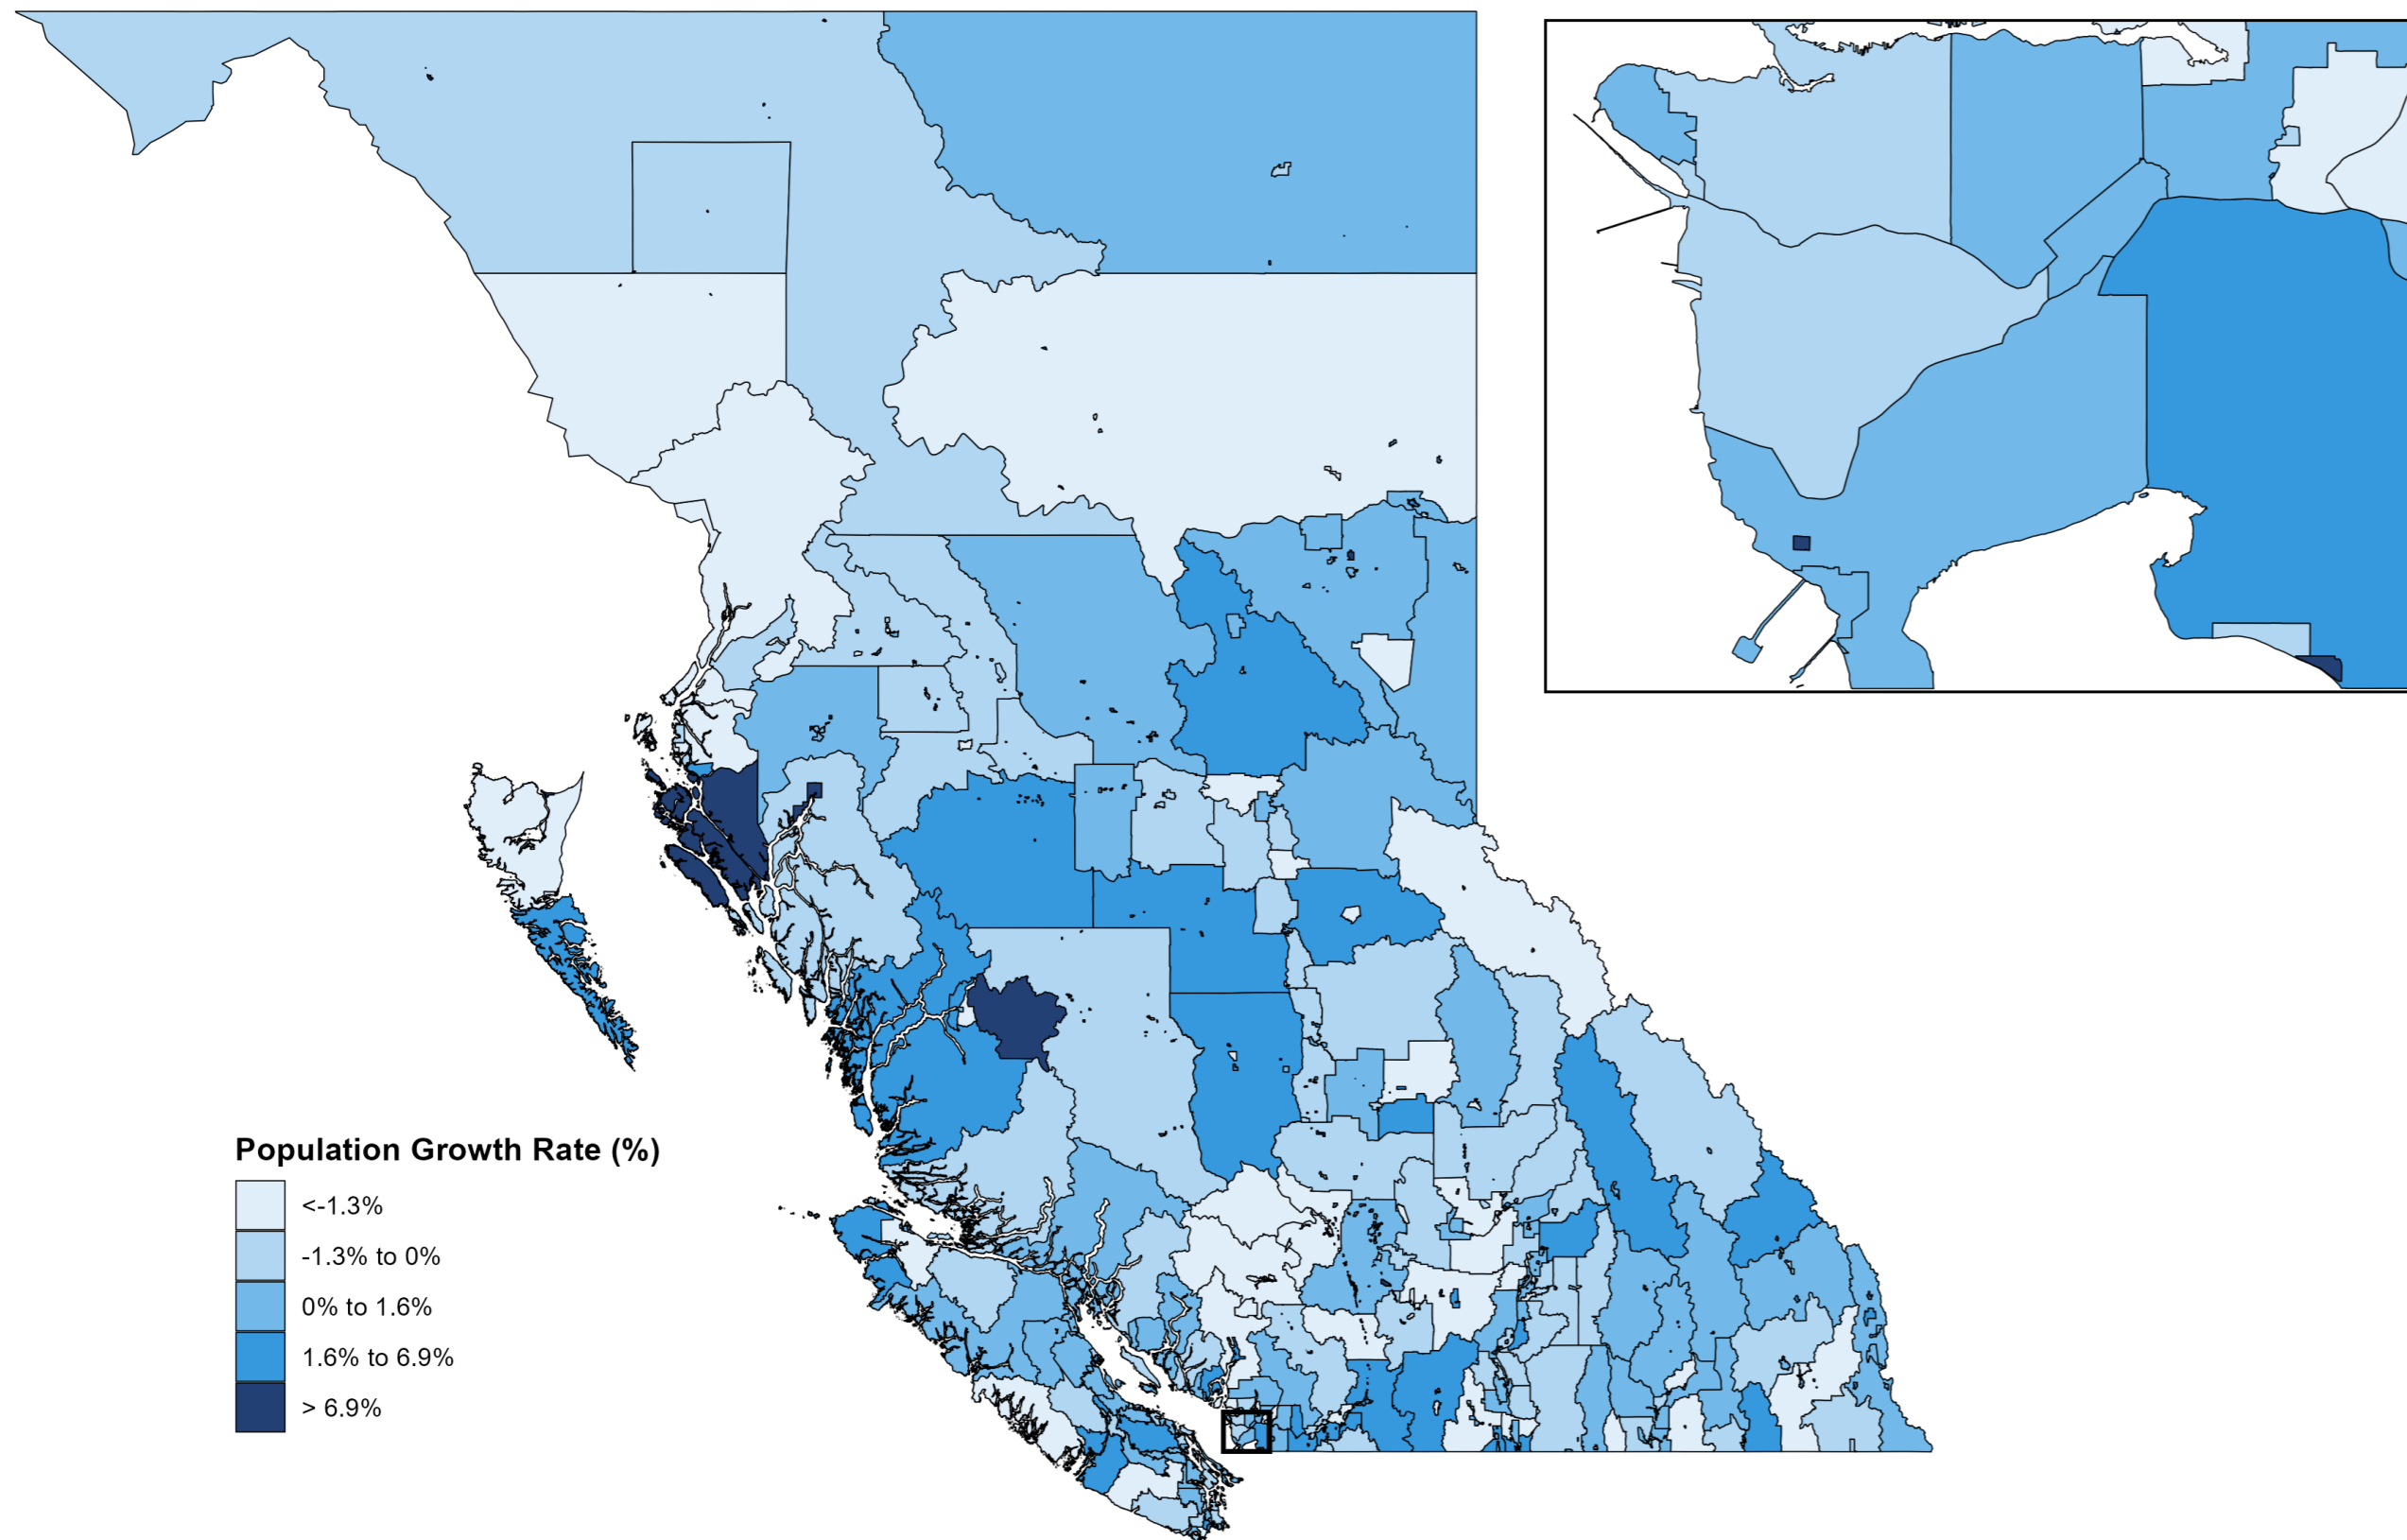 Population Growth Rate (%)
<-1.3%
-1.3% to 0%
0% to 1.6%
1.6% to 6.9%
> 6.9%